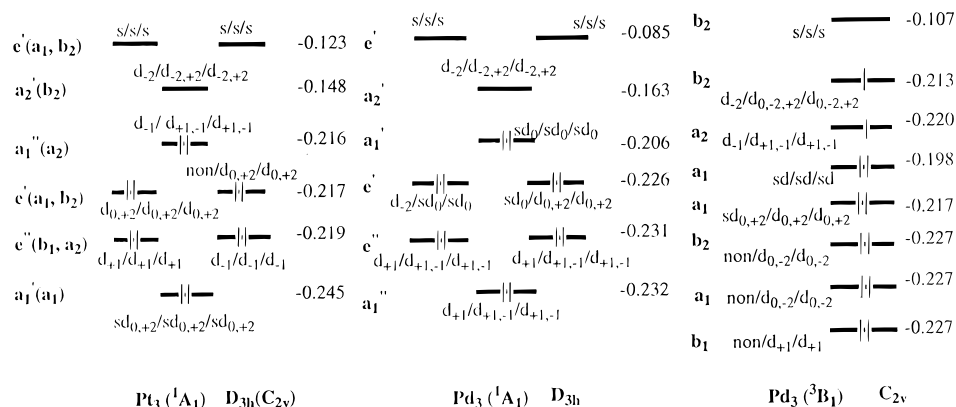 s/s/s s/s/s
e'(a₁, b₂) -0.123
d₋₂/d₋₂,₊₂/d₋₂,₊₂
a₂'(b₂) -0.148
d₋₁/ d₊₁,₋₁/d₊₁,₋₁
a₁''(a₂) -0.216
non/d₀,₊₂/d₀,₊₂
e'(a₁, b₂) -0.217
d₀,₊₂/d₀,₊₂/d₀,₊₂
e''(b₁, a₂) -0.219
d₊₁/d₊₁/d₊₁ d₋₁/d₋₁/d₋₁
a₁'(a₁) -0.245
sd₀,₊₂/sd₀,₊₂/sd₀,₊₂
Pt₃ (¹A₁) D₃ₕ(C₂ᵥ)
s/s/s s/s/s
e' -0.085
d₋₂/d₋₂,₊₂/d₋₂,₊₂
a₂' -0.163
sd₀/sd₀/sd₀
a₁' -0.206
e' -0.226
d₋₂/sd₀/sd₀ sd₀/d₀,₊₂/d₀,₊₂
e'' -0.231
d₊₁/d₊₁,₋₁/d₊₁,₋₁ d₊₁/d₊₁,₋₁/d₊₁,₋₁
a₁'' -0.232
d₊₁/d₊₁,₋₁/d₊₁,₋₁
Pd₃ (¹A₁) D₃ₕ
b₂ -0.107
s/s/s
b₂ -0.213
d₋₂/d₀,₋₂,₊₂/d₀,₋₂,₊₂
a₂ -0.220
d₋₁/d₊₁,₋₁/d₊₁,₋₁
a₁ -0.198
sd/sd/sd
a₁ -0.217
sd₀,₊₂/d₀,₊₂/d₀,₊₂
b₂ -0.227
non/d₀,₋₂/d₀,₋₂
a₁ non/d₀,₋₂/d₀,₋₂ -0.227
b₁ non/d₊₁/d₊₁ -0.227
Pd₃ (³B₁) C₂ᵥ